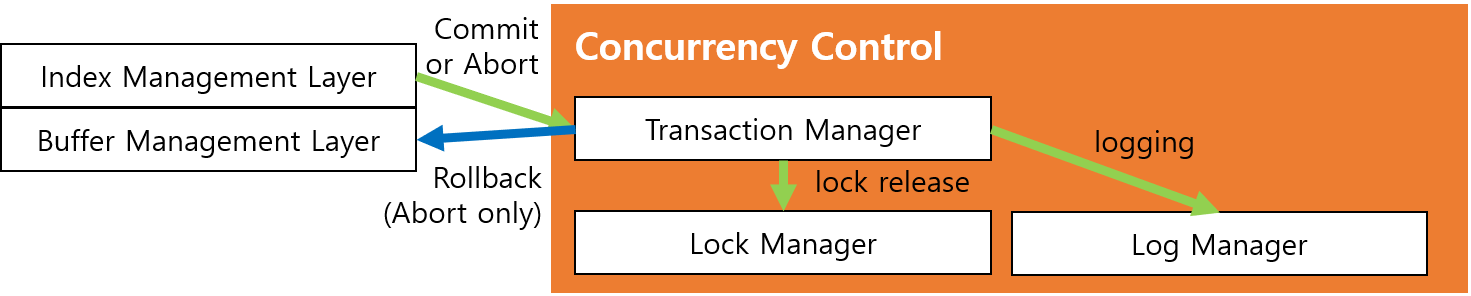 Commit
or Abort
Concurrency Control
Index Management Layer
Buffer Management Layer
Transaction Manager
logging
Rollback
(Abort only)
lock release
Lock Manager
Log Manager